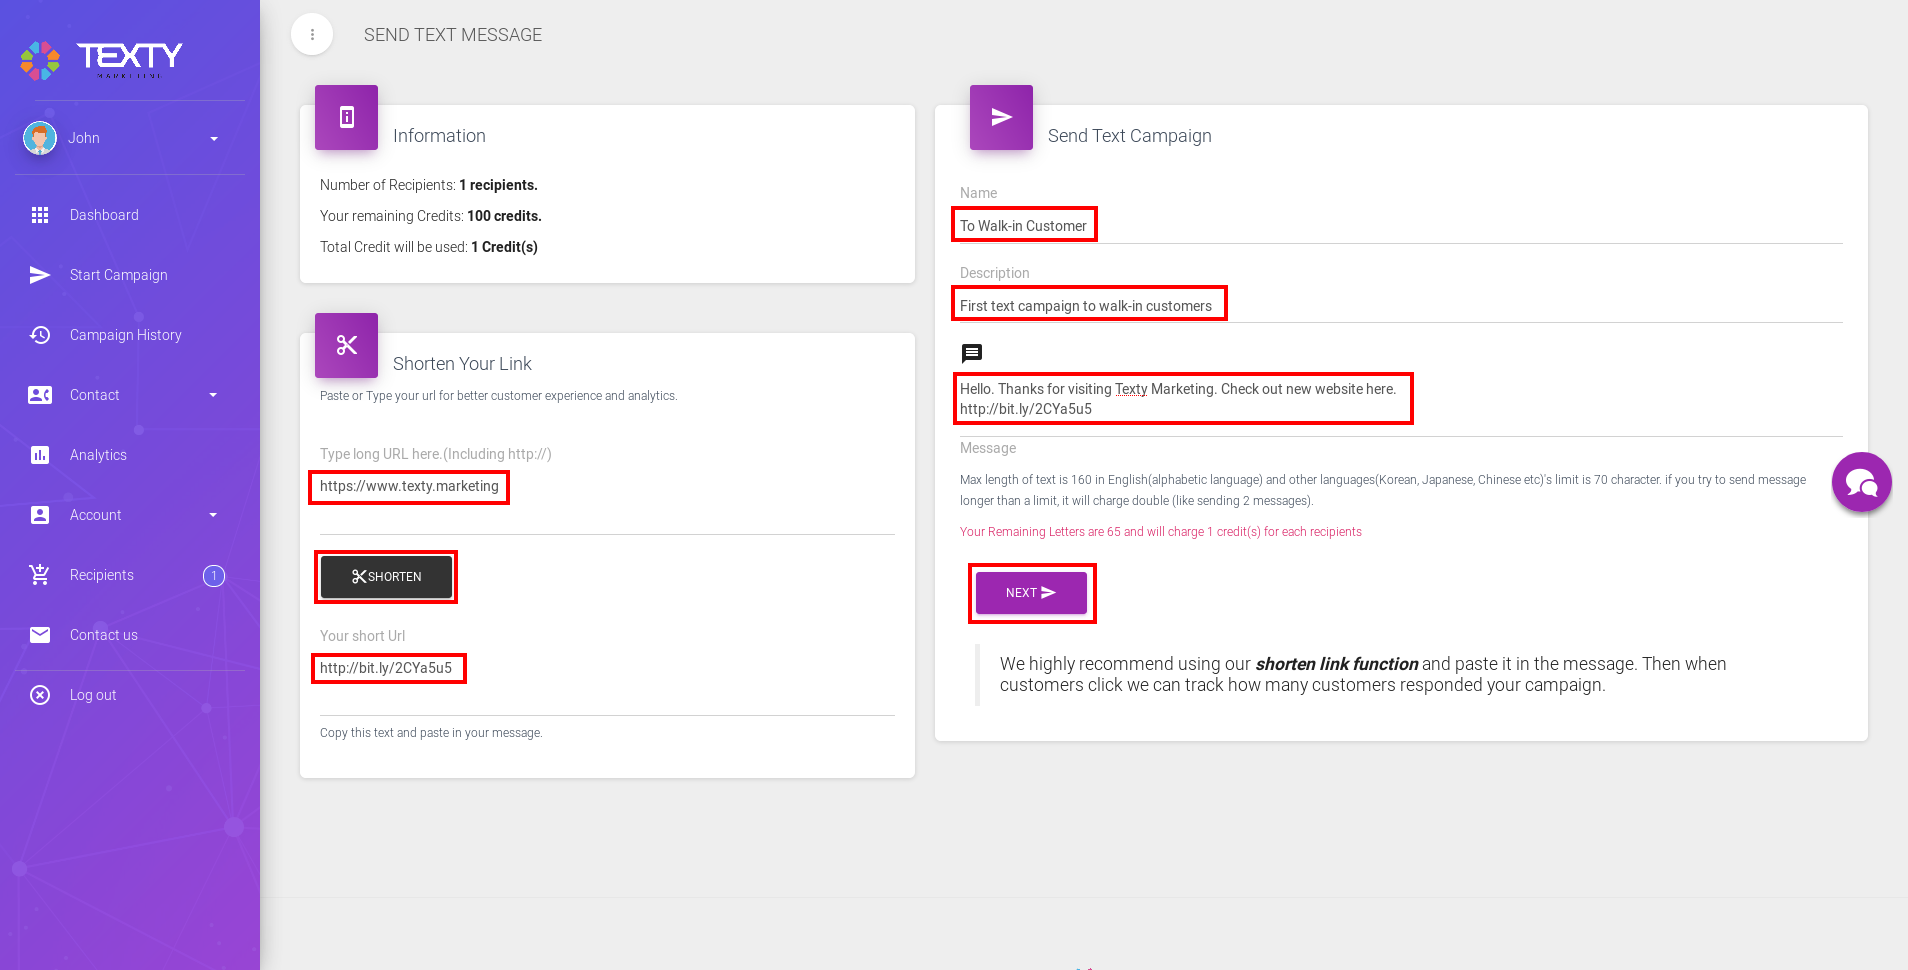 TEXTY
MARKETING
John
Dashboard
Start Campaign
Campaign History
Contact
Analytics
Account
Recipients 1
Contact us
Log out
SEND TEXT MESSAGE
Information
Number of Recipients: 1 recipients.
Your remaining Credits: 100 credits.
Total Credit will be used: 1 Credit(s)
Shorten Your Link
Paste or Type your url for better customer experience and analytics.
Type long URL here.(Including http://)
https://www.texty.marketing
SHORTEN
Your short Url
http://bit.ly/2CYa5u5
Copy this text and paste in your message.
Send Text Campaign
Name
To Walk-in Customer
Description
First text campaign to walk-in customers
Hello. Thanks for visiting Texty Marketing. Check out new website here.
http://bit.ly/2CYa5u5
Message
Max length of text is 160 in English(alphabetic language) and other languages(Korean, Japanese, Chinese etc)'s limit is 70 character. if you try to send message
longer than a limit, it will charge double (like sending 2 messages).
Your Remaining Letters are 65 and will charge 1 credit(s) for each recipients
NEXT
We highly recommend using our shorten link function and paste it in the message. Then when
customers click we can track how many customers responded your campaign.